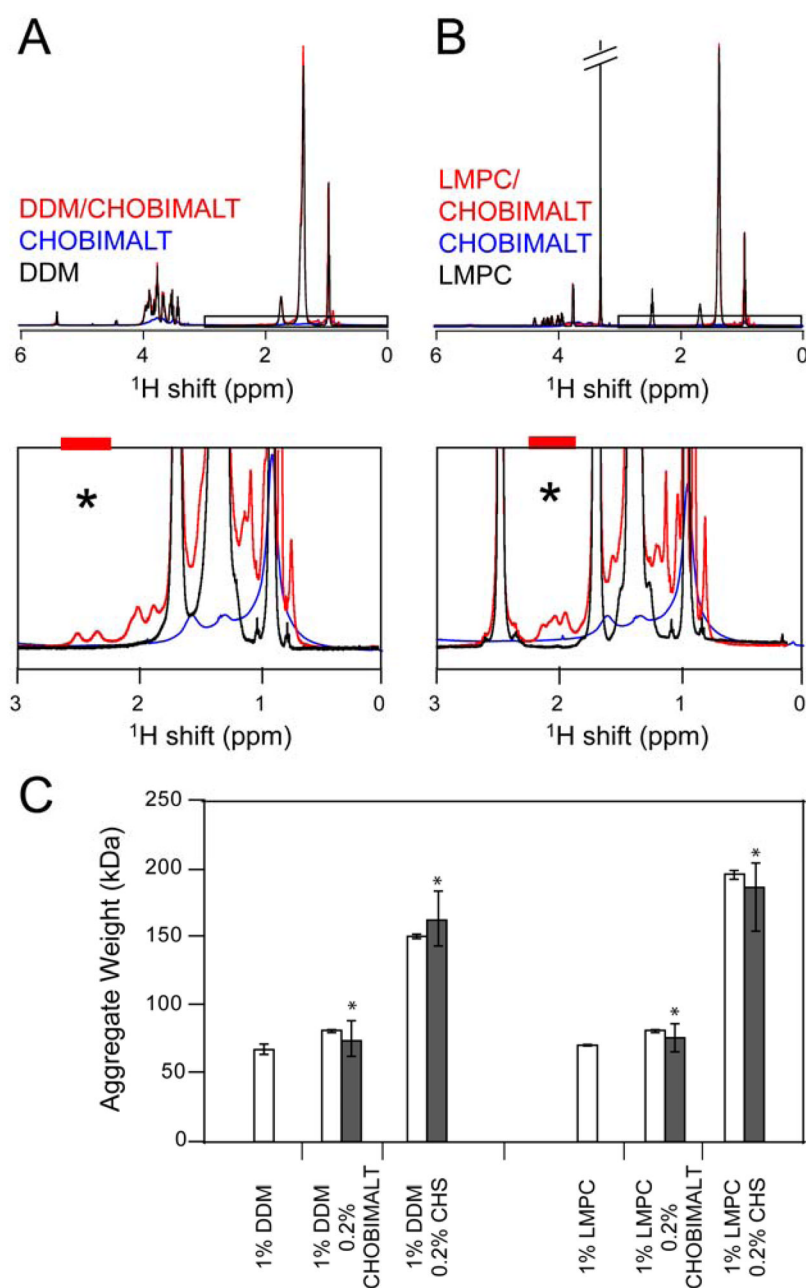 A
DDM/CHOBIMALT
CHOBIMALT
DDM
6
4
2
0
¹H shift (ppm)
B
LMPC/
CHOBIMALT
CHOBIMALT
LMPC
6
4
2
0
¹H shift (ppm)
*
3
2
1
0
¹H shift (ppm)
*
3
2
1
0
¹H shift (ppm)
C
Aggregate Weight (kDa)
250
200
150
100
50
0
*
*
*
*
1% DDM
1% DDM
0.2%
CHOBIMALT
1% DDM
0.2% CHS
1% LMPC
1% LMPC
0.2%
CHOBIMALT
1% LMPC
0.2% CHS